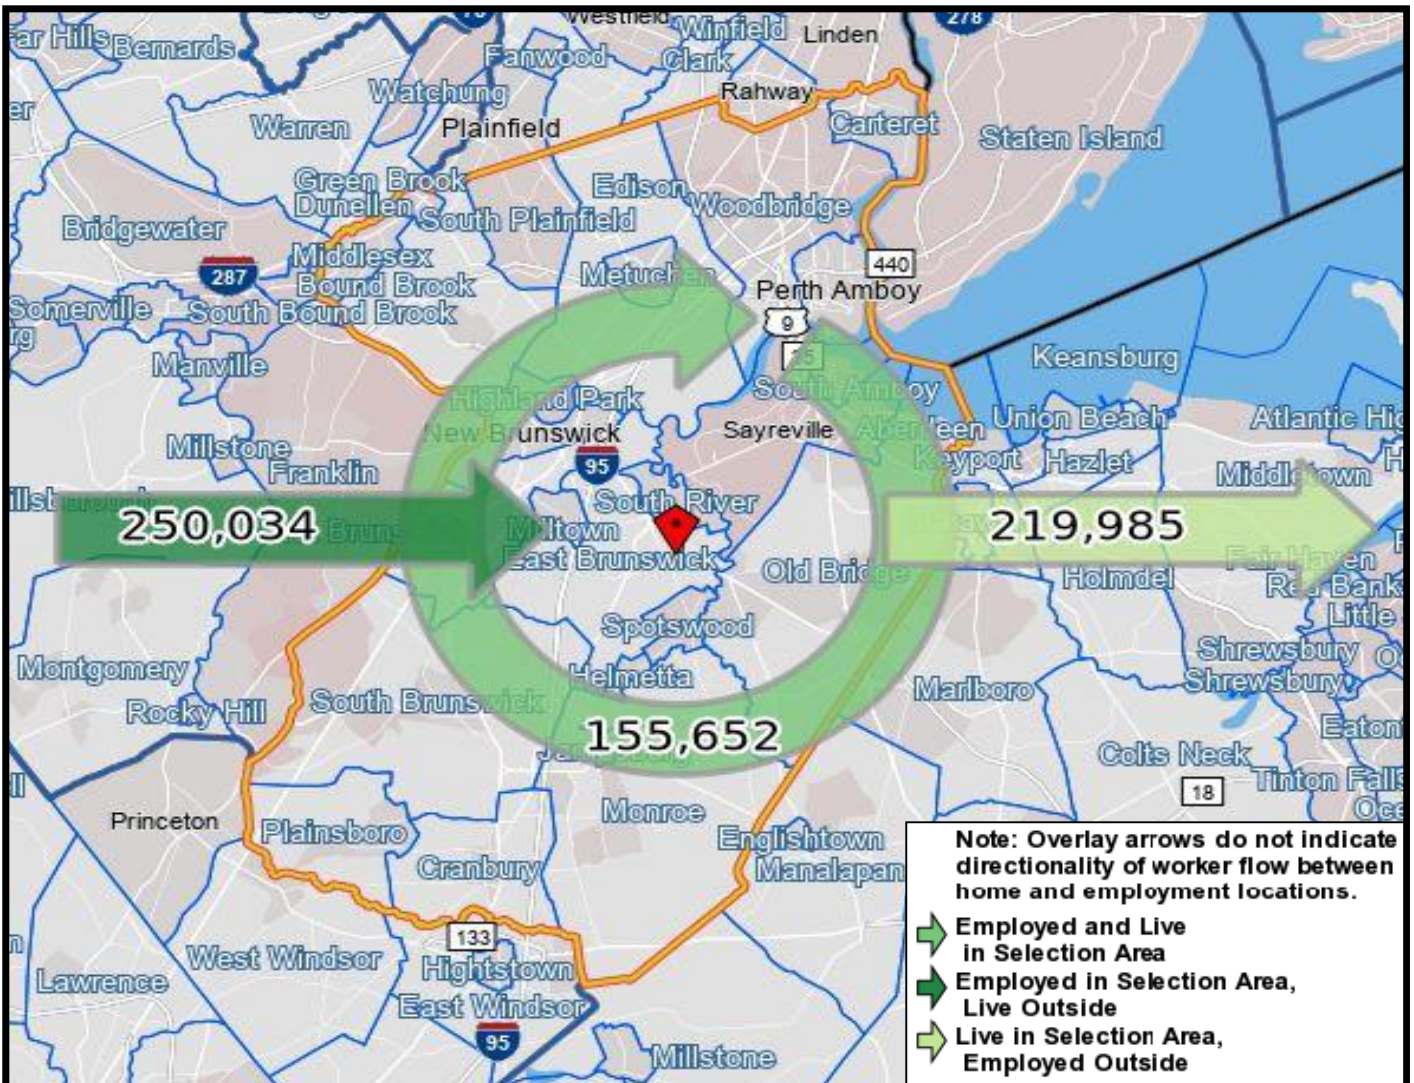 Westfield
Winfield
278
Linden
Far Hills
Bernards
Fanwood
Clark
Watchung
Rahway
Warren
Plainfield
Carteret
Staten Island
Green Brook
Dunellen
Edison
Woodbridge
South Plainfield
Bridgewater
Middlesex
Metuchen
440
287
Bound Brook
Perth Amboy
Somerville
South Bound Brook
9
35
Manville
Keansburg
Highland Park
South Amboy
New Brunswick
Sayreville
Aberdeen
Union Beach
Atlantic Hig
Millstone
95
Keyport
Hazlet
Franklin
Middletown
South River
250,034
Milltown
219,985
East Brunswick
Old Bridge
Fair Haven
Holmdel
Red Bank
Little
Spotswood
Montgomery
Helmetta
Shrewsbury
Shrewsbury
South Brunswick
Marlboro
Rocky Hill
155,652
Eaton
Colts Neck
Tinton Falls
18
Monroe
Oce
Princeton
Plainsboro
Englishtown
Manalapan
Cranbury
133
West Windsor
Hightstown
Lawrence
East Windsor
95
Millstone
Note: Overlay arrows do not indicate
directionality of worker flow between
home and employment locations.
Employed and Live
in Selection Area
Employed in Selection Area,
Live Outside
Live in Selection Area,
Employed Outside